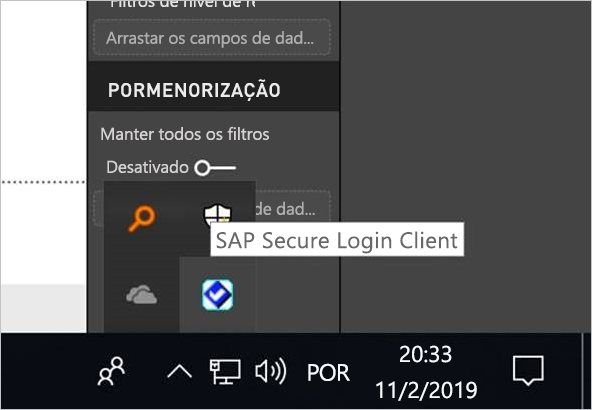 Filtros de nível de r
Arrastar os campos de dad...
PORMENORIZAÇÃO
Manter todos os filtros
Desativado
de dad...
SAP Secure Login Client
POR
20:33
11/2/2019